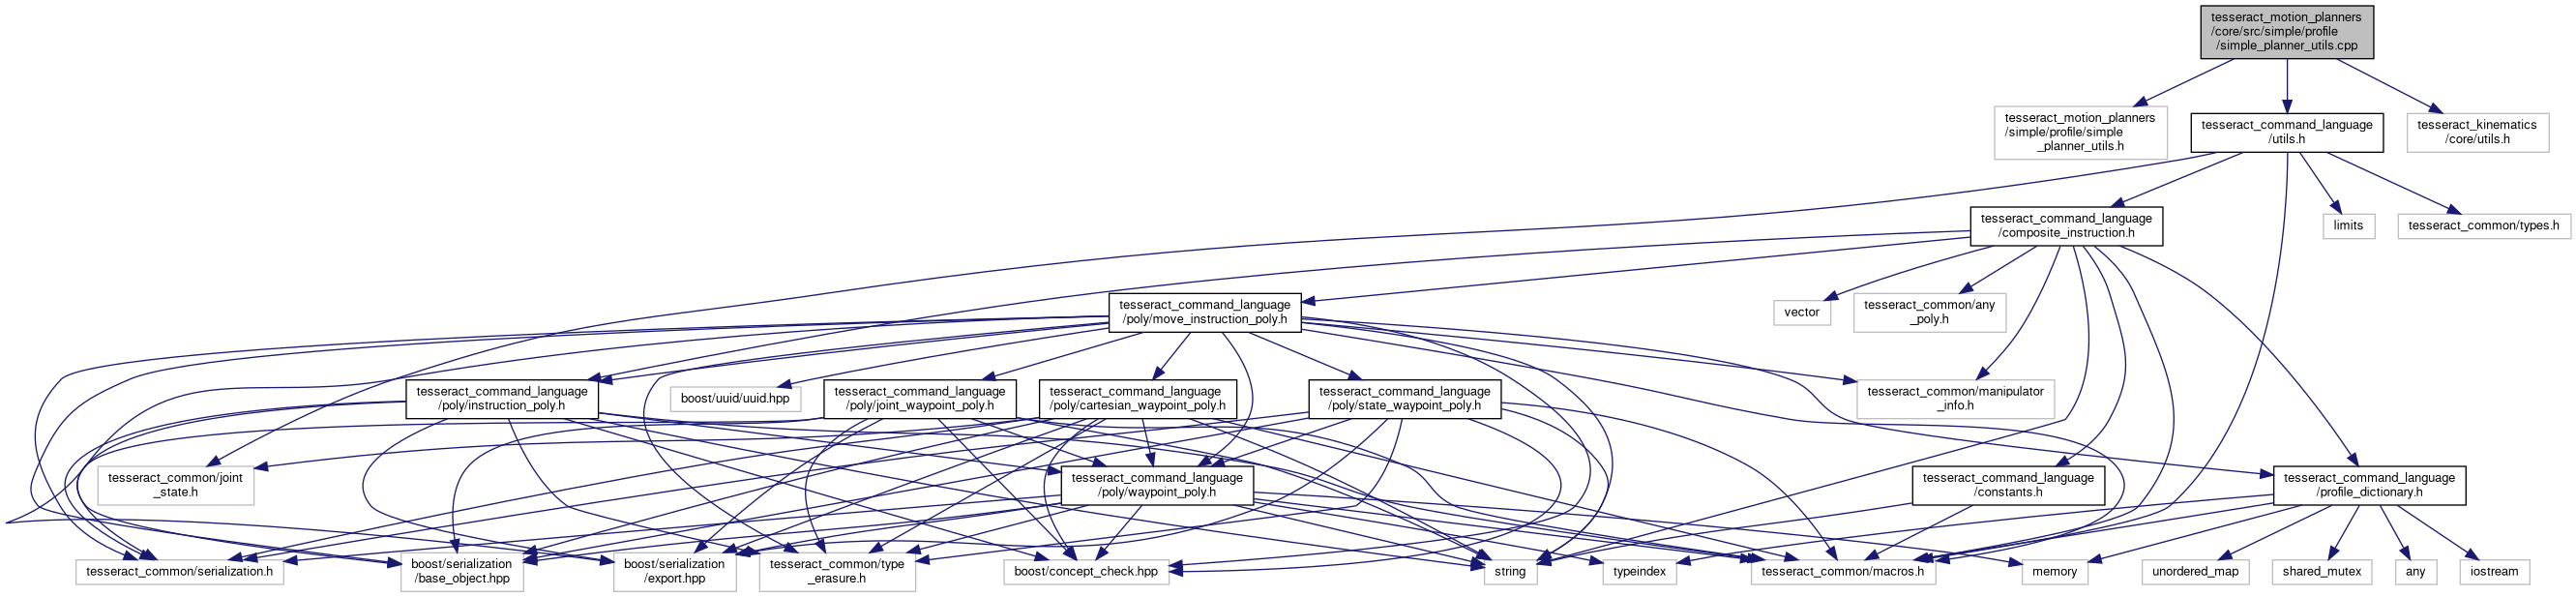 tesseract_motion_planners
/core/src/simple/profile
/simple_planner_utils.cpp
tesseract_motion_planners
/simple/profile/simple
_planner_utils.h
tesseract_command_language
/utils.h
tesseract_kinematics
/core/utils.h
tesseract_command_language
/composite_instruction.h
limits
tesseract_common/types.h
tesseract_command_language
/poly/move_instruction_poly.h
vector
tesseract_common/any
_poly.h
tesseract_command_language
/poly/instruction_poly.h
boost/uuid/uuid.hpp
tesseract_command_language
/poly/joint_waypoint_poly.h
tesseract_command_language
/poly/cartesian_waypoint_poly.h
tesseract_command_language
/poly/state_waypoint_poly.h
tesseract_common/manipulator
_info.h
tesseract_common/joint
_state.h
tesseract_command_language
/poly/waypoint_poly.h
tesseract_command_language
/constants.h
tesseract_command_language
/profile_dictionary.h
tesseract_common/serialization.h
boost/serialization
/base_object.hpp
boost/serialization
/export.hpp
tesseract_common/type
_erasure.h
boost/concept_check.hpp
string
typeindex
tesseract_common/macros.h
memory
unordered_map
shared_mutex
any
iostream